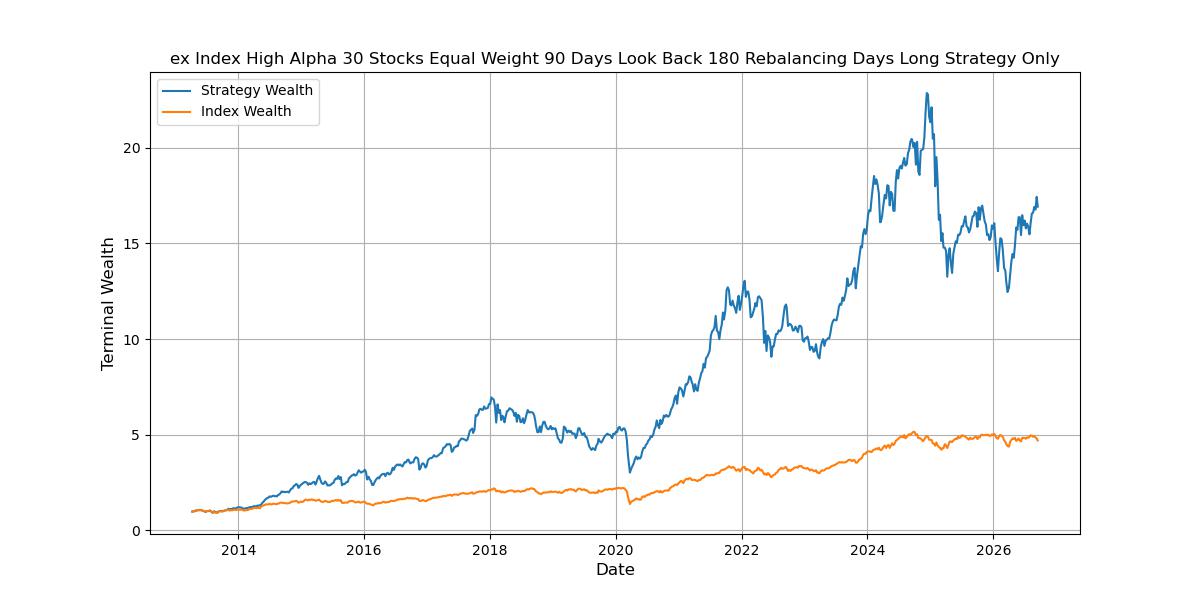 ex Index High Alpha 30 Stocks Equal Weight 90 Days Look Back 180 Rebalancing Days Long Strategy Only
Strategy Wealth
Index Wealth
Terminal Wealth
20
15
10
5
0
2014 2016 2018 2020 2022 2024 2026
Date